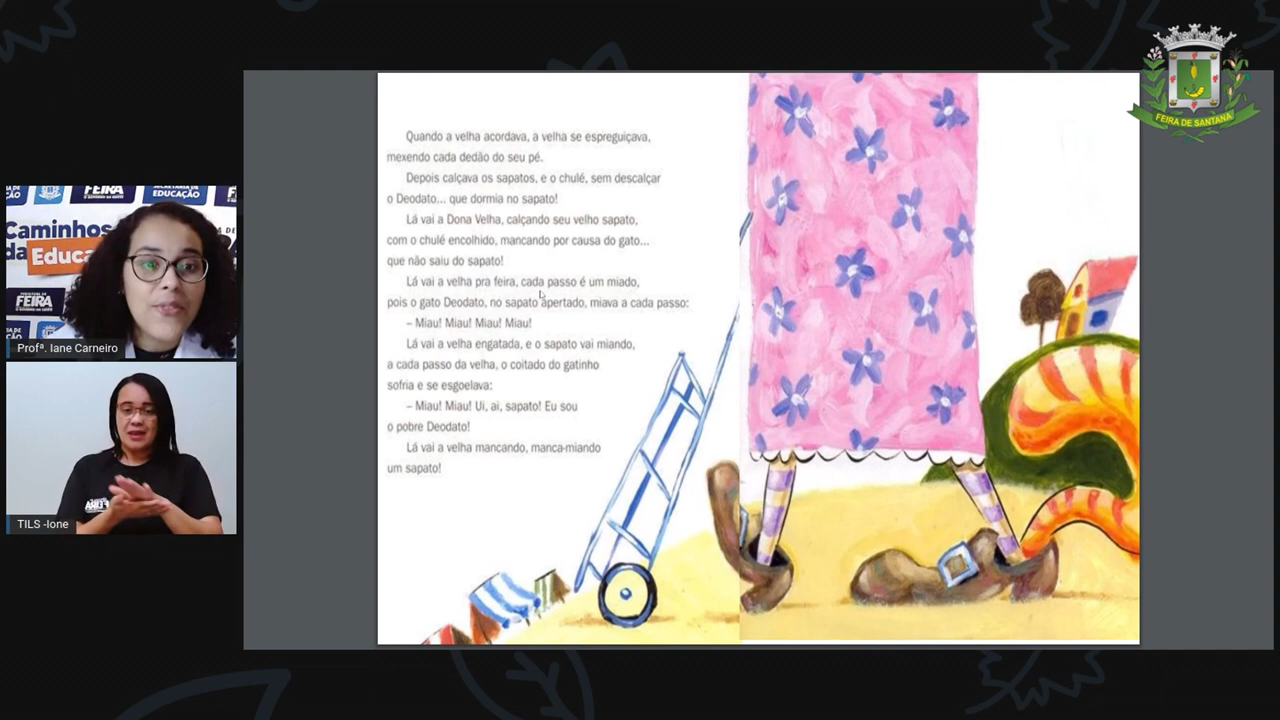 FEIRA DE SANTANA
Quando a velha acordava, a velha se espreguiçava,
mexendo cada dedão do seu pé.
Depois calçava os sapatos, e o chulé, sem descalçar
o Deodato... que dormia no sapato!
Lá vai a Dona Velha, calçando seu velho sapato,
com o chulé encolhido, mancando por causa do gato...
que não saiu do sapato!
Lá vai a velha pra feira, cada passo é um miado,
pois o gato Deodato, no sapato apertado, miava a cada passo:
– Miau! Miau! Miau! Miau!
Lá vai a velha engatada, e o sapato vai miando,
a cada passo da velha, o coitado do gatinho
sofria e se esgoelava:
– Miau! Miau! Ui, ai, sapato! Eu sou
o pobre Deodato!
Lá vai a velha mancando, manca-miando
um sapato!
FEIRA
EDUCAÇÃO
Caminhos
da Educa
FEIRA
Profª. Iane Carneiro
FEIRA
TILS -Ione